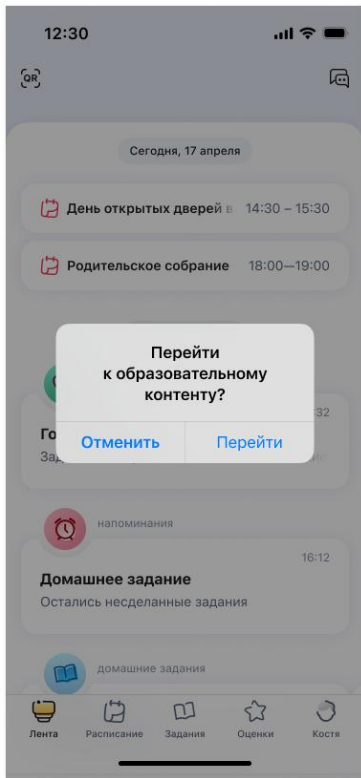 12:30
QR
Сегодня, 17 апреля
День открытых дверей в 14:30 – 15:30
Родительское собрание 18:00—19:00
Перейти
к образовательному
контенту?
Отменить Перейти
:32
напоминания
16:12
Домашнее задание
Остались несделанные задания
домашние задания
Лента Расписание Задания Оценки Костя